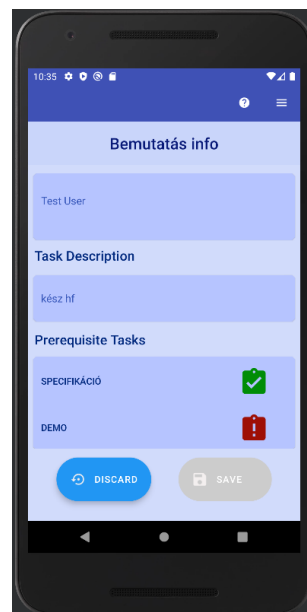 10:35
Bemutatás info
Test User
Task Description
kész hf
Prerequisite Tasks
SPECIFIKÁCIÓ
DEMO
DISCARD
SAVE